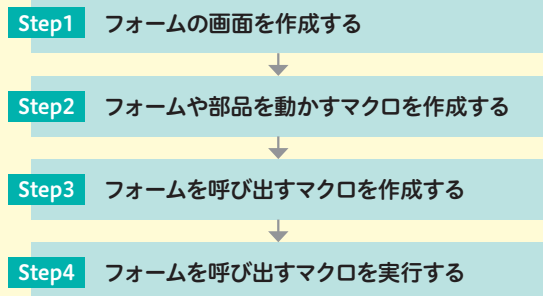 Step1 フォームの画面を作成する
Step2 フォームや部品を動かすマクロを作成する
Step3 フォームを呼び出すマクロを作成する
Step4 フォームを呼び出すマクロを実行する